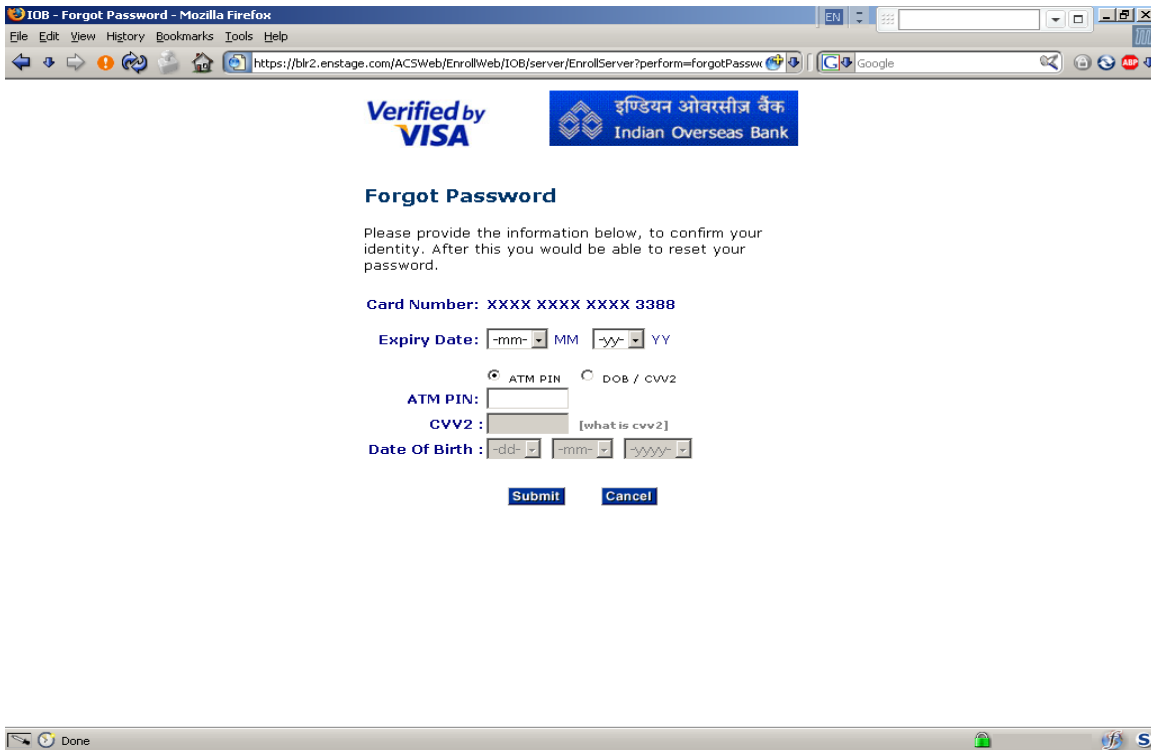 IOB - Forgot Password - Mozilla Firefox
EN
File Edit View History Bookmarks Tools Help
https://blr2.enstage.com/ACSWeb/EnrollWeb/IOB/server/EnrollServer?perform=forgotPassw
G Google
ABP
Verified by
VISA
इण्डियन ओवरसीज़ बैंक
Indian Overseas Bank
Forgot Password
Please provide the information below, to confirm your
identity. After this you would be able to reset your
password.
Card Number: XXXX XXXX XXXX 3388
Expiry Date: -mm- MM -yy- YY
ATM PIN DOB / CVV2
ATM PIN:
CVV2 : [what is cvv2]
Date Of Birth : -dd- -mm- -yyyy-
Submit Cancel
Done
S